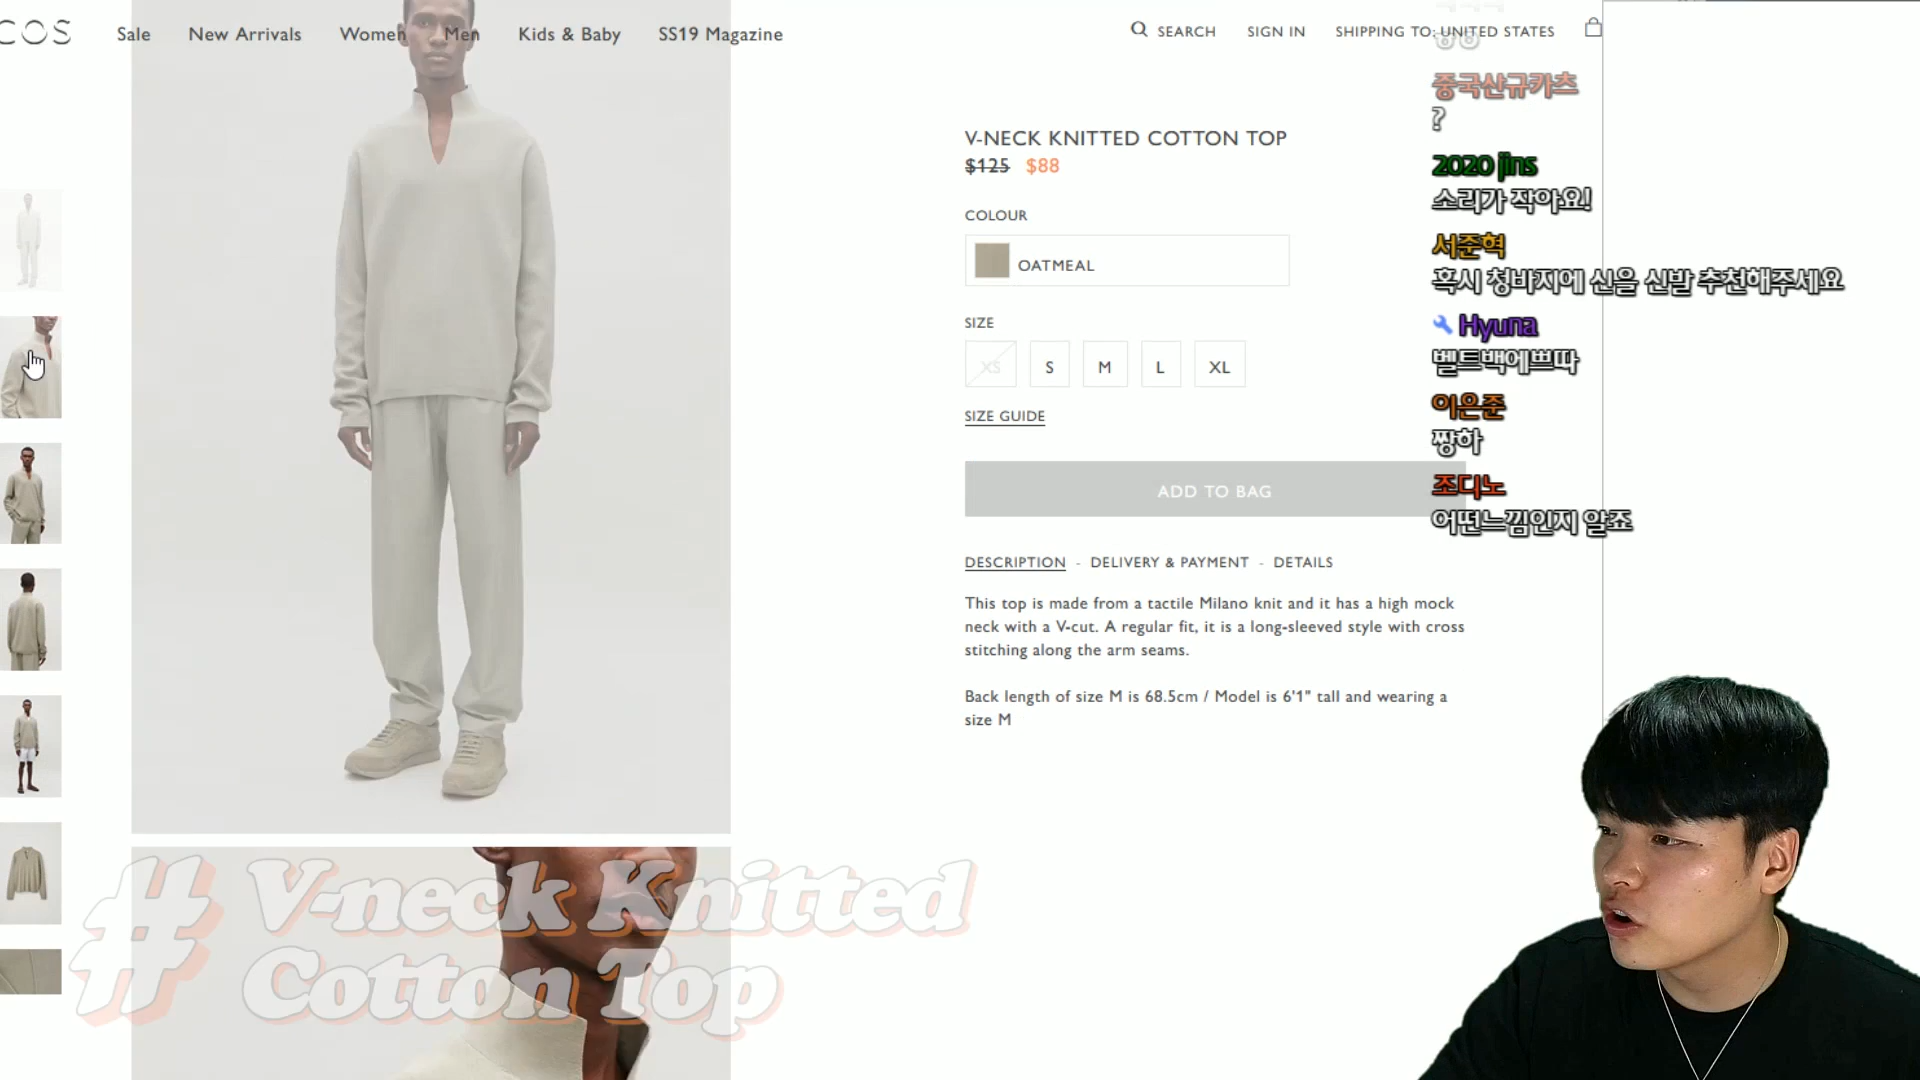 COS
Sale
New Arrivals
Women
Men
Kids & Baby
SS19 Magazine
SEARCH
SIGN IN
SHIPPING TO: UNITED STATES
V-NECK KNITTED COTTON TOP
$125 $88
COLOUR
OATMEAL
SIZE
XS S M L XL
SIZE GUIDE
ADD TO BAG
DESCRIPTION - DELIVERY & PAYMENT - DETAILS
This top is made from a tactile Milano knit and it has a high mock
neck with a V-cut. A regular fit, it is a long-sleeved style with cross
stitching along the arm seams.
Back length of size M is 68.5cm / Model is 6'1" tall and wearing a
size M
중국산규카츠
?
2020 jins
소리가 작아요!
서준혁
혹시 청바지에 신을 신발 추천해주세요
Hyuna
벨트백에쁘따
이은준
짱하
조디노
어떤느낌인지 알죠
# V-neck Knitted
Cotton Top